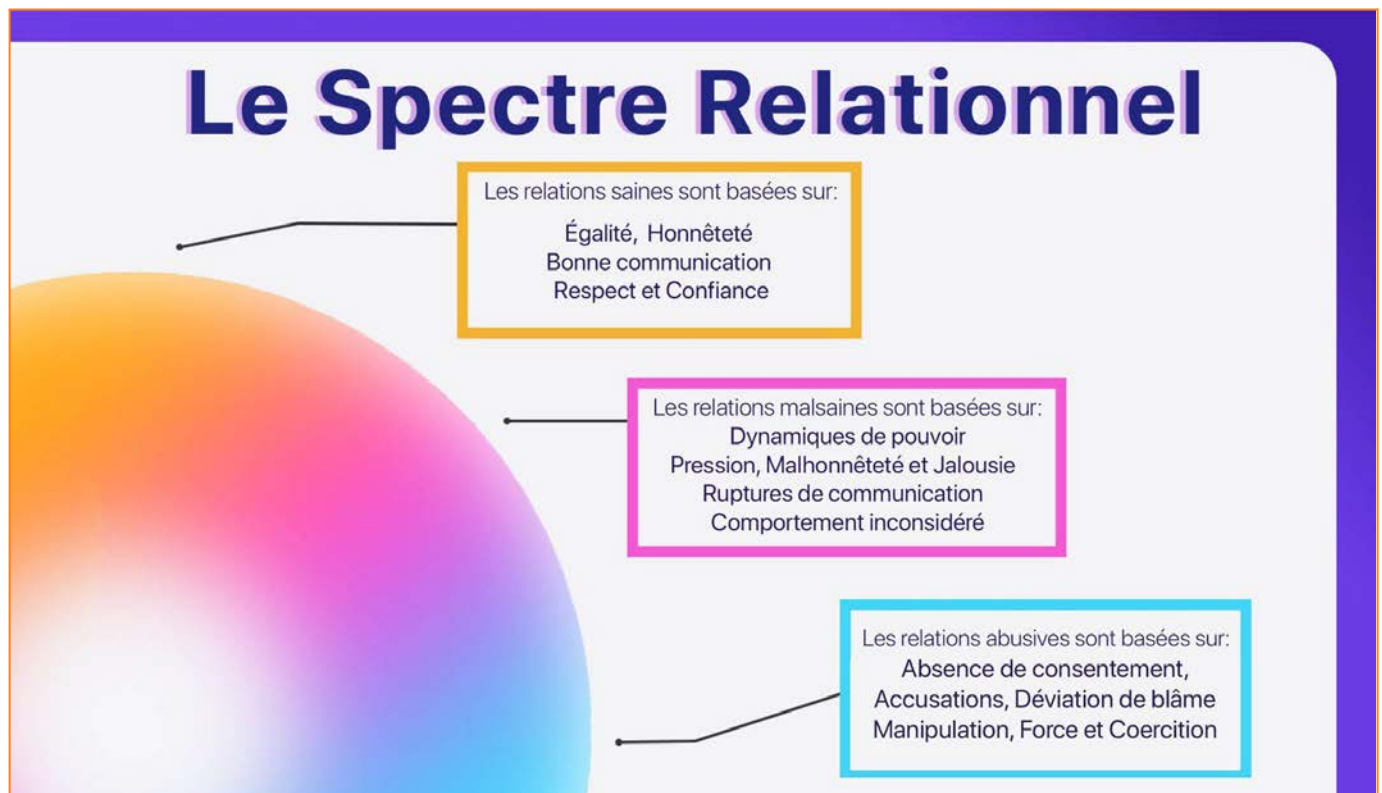 Le Spectre Relationnel
Les relations saines sont basées sur:
Égalité, Honnêteté
Bonne communication
Respect et Confiance
Les relations malsaines sont basées sur:
Dynamiques de pouvoir
Pression, Malhonnêteté et Jalousie
Ruptures de communication
Comportement inconsidéré
Les relations abusives sont basées sur:
Absence de consentement,
Accusations, Déviation de blâme
Manipulation, Force et Coercition